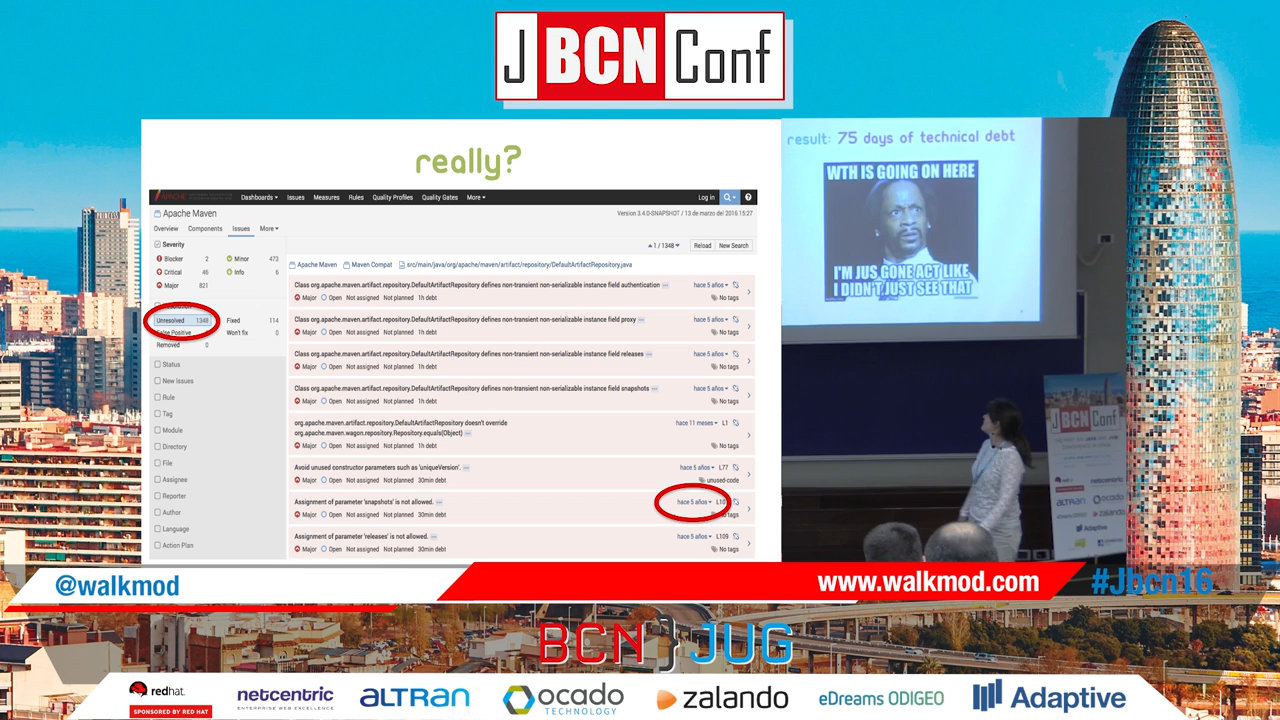 J BCN Conf
really?
result: 75 days of technical debt
WTH IS GOING ON HERE
I'M JUS GONE ACT LIKE
I DIDN'T JUST SEE THAT
APACHE
Dashboards Issues Measures Rules Quality Profiles Quality Gates More Log in
Apache Maven
Version 3.4.0-SNAPSHOT / 13 de marzo del 2016 15:27
Overview Components Issues More
1 / 1348 Reload New Search
Severity
Blocker 2 Minor 473
Critical 46 Info 6
Major 821
Unresolved 1348 Fixed 114
False Positive Won't fix 0
Removed 0
Status
New Issues
Rule
Tag
Module
Directory
File
Assignee
Reporter
Author
Language
Action Plan
Apache Maven Maven Compat src/main/java/org/apache/maven/artifact/repository/DefaultArtifactRepository.java
Class org.apache.maven.artifact.repository.DefaultArtifactRepository defines non-transient non-serializable instance field authentication hace 5 años
Major Open Not assigned Not planned 1h debt No tags
Class org.apache.maven.artifact.repository.DefaultArtifactRepository defines non-transient non-serializable instance field proxy hace 5 años
Major Open Not assigned Not planned 1h debt No tags
Class org.apache.maven.artifact.repository.DefaultArtifactRepository defines non-transient non-serializable instance field releases hace 5 años
Major Open Not assigned Not planned 1h debt No tags
Class org.apache.maven.artifact.repository.DefaultArtifactRepository defines non-transient non-serializable instance field snapshots hace 5 años
Major Open Not assigned Not planned 1h debt No tags
org.apache.maven.artifact.repository.DefaultArtifactRepository doesn't override hace 11 meses L1
org.apache.maven.wagon.repository.Repository.equals(Object)
Major Open Not assigned Not planned 1h debt No tags
Avoid unused constructor parameters such as 'uniqueVersion'. hace 5 años L77
Major Open Not assigned Not planned 30min debt unused-code
Assignment of parameter 'snapshots' is not allowed. hace 5 años L10
Major Open Not assigned Not planned 30min debt No tags
Assignment of parameter 'releases' is not allowed. hace 5 años L109
Major Open Not assigned Not planned 30min debt No tags
JBCNConf
ALTRAN
ocado
Adaptive
@walkmod
www.walkmod.com
#Jbcn16
BCN JUG
redhat.
SPONSORED BY RED HAT
netcentric
ENTERPRISE WEB EXCELLENCE
ALTRAN
ocado
TECHNOLOGY
zalando
eDreams ODIGEO
Adaptive